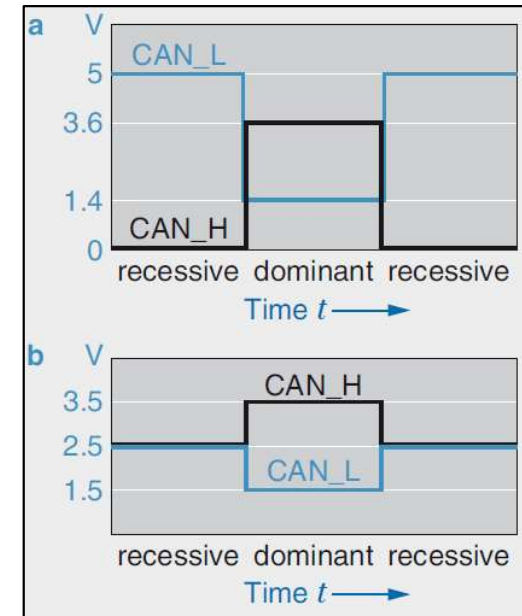 a V
CAN_L
5
3.6
1.4
CAN_H
0
recessive dominant recessive
Time t
b V
CAN_H
3.5
2.5
CAN_L
1.5
recessive dominant recessive
Time t